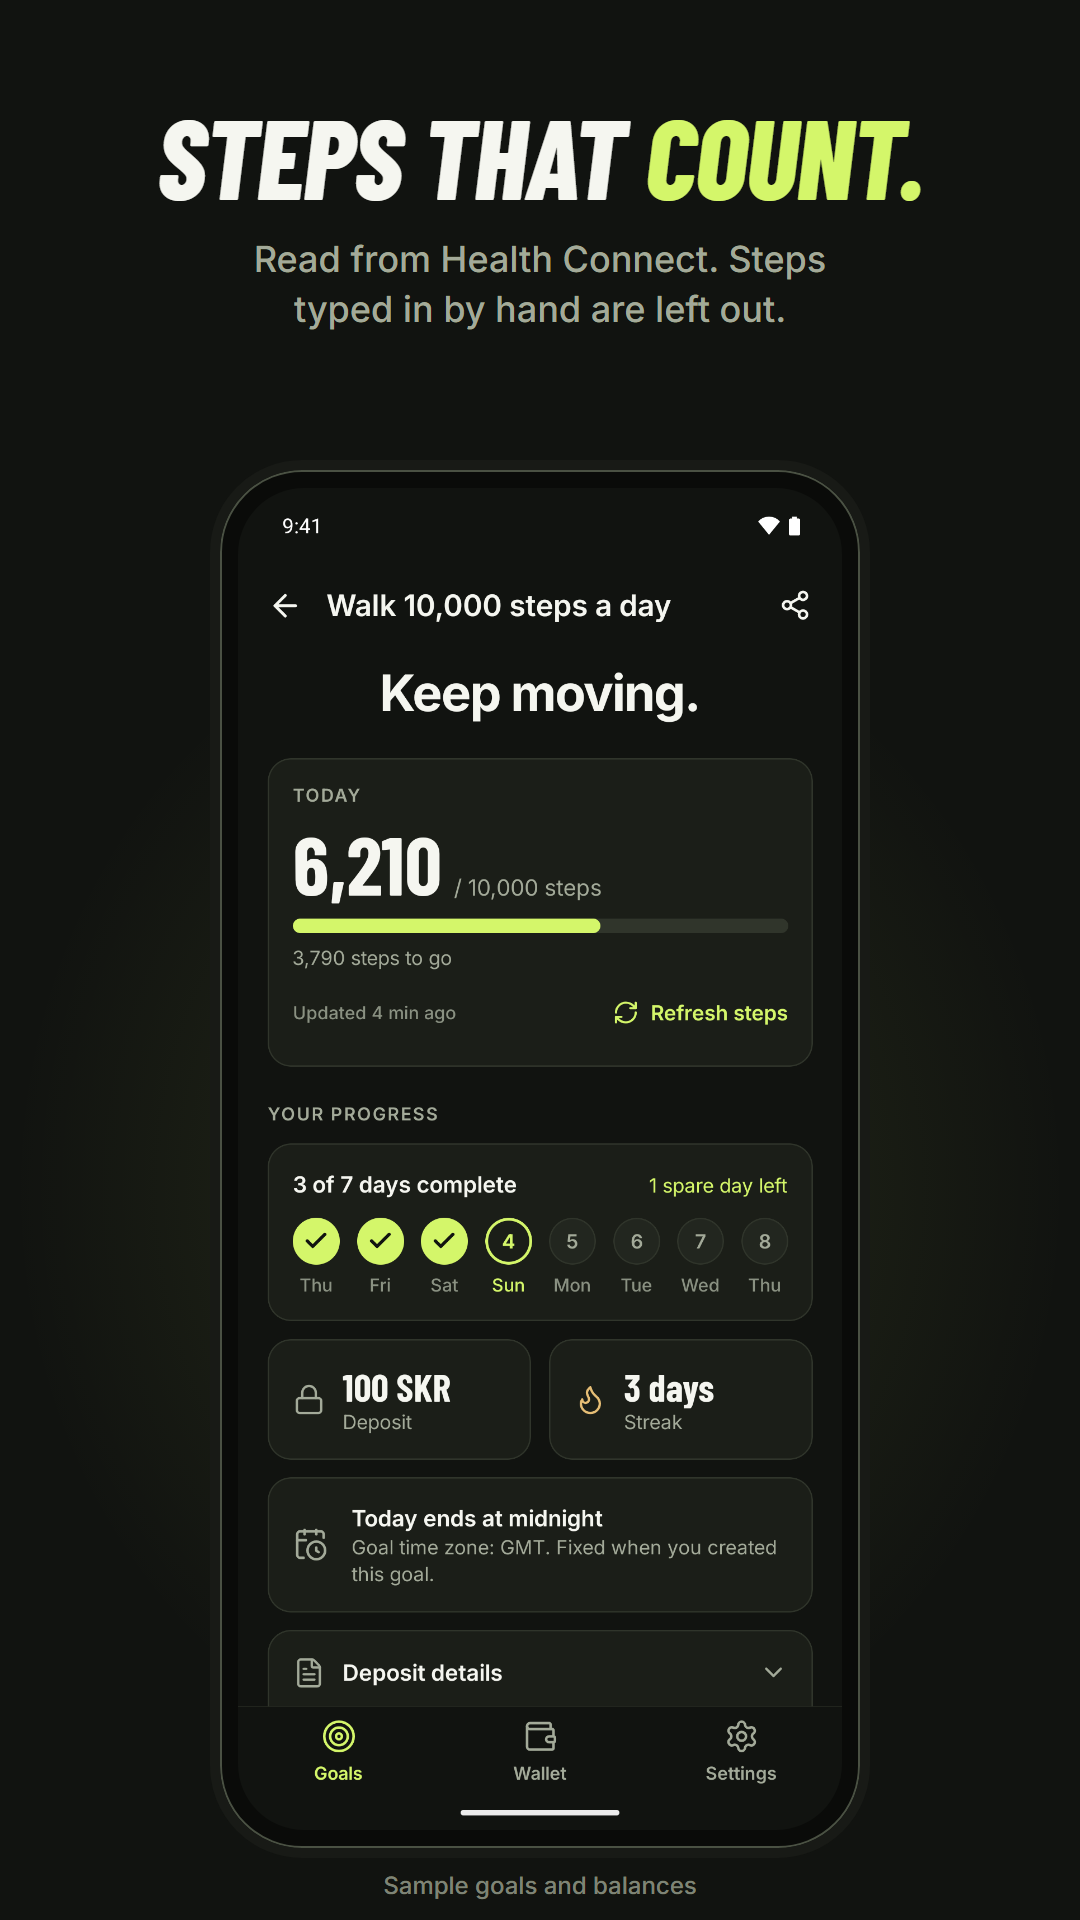 STEPS THAT COUNT.
Read from Health Connect. Steps
typed in by hand are left out.
9:41
Walk 10,000 steps a day
Keep moving.
TODAY
6,210 / 10,000 steps
3,790 steps to go
Updated 4 min ago
Refresh steps
YOUR PROGRESS
3 of 7 days complete
1 spare day left
4 5 6 7 8
Thu Fri Sat Sun Mon Tue Wed Thu
100 SKR
Deposit
3 days
Streak
Today ends at midnight
Goal time zone: GMT. Fixed when you created
this goal.
Deposit details
Goals Wallet Settings
Sample goals and balances